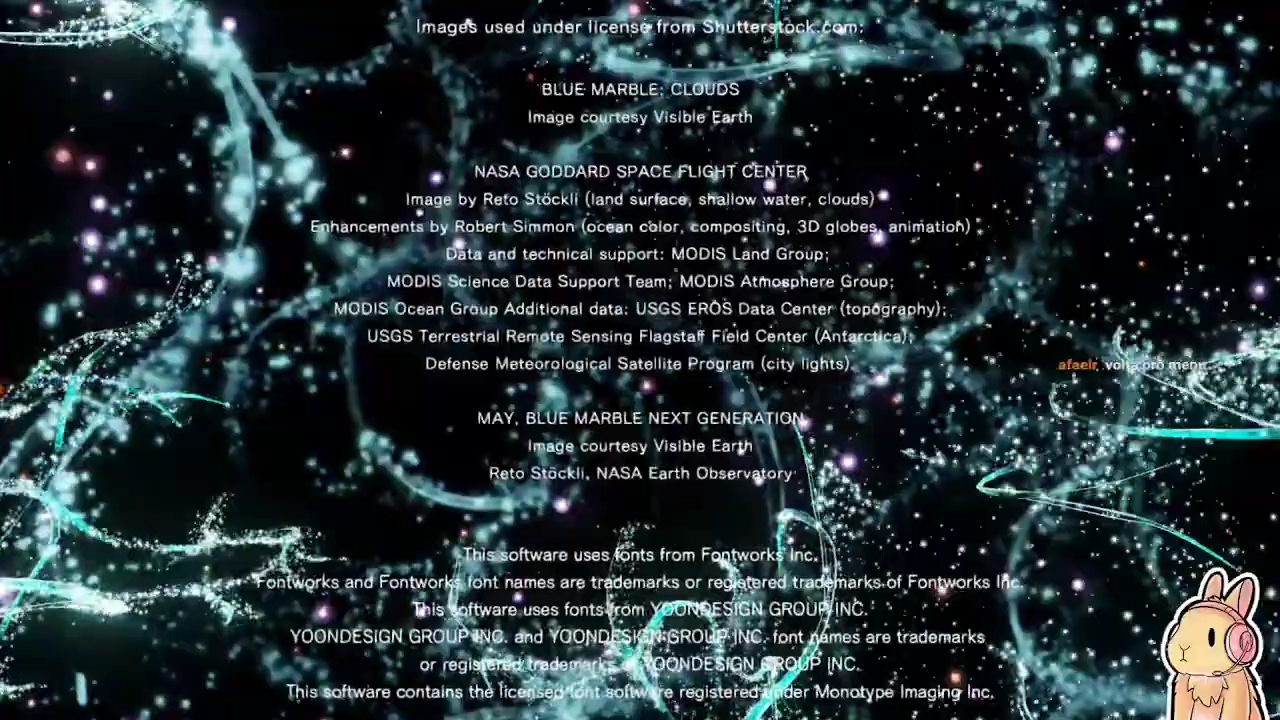 Images used under license from Shutterstock.com:
BLUE MARBLE: CLOUDS
Image courtesy Visible Earth
NASA GODDARD SPACE FLIGHT CENTER
Image by Reto Stöckli (land surface, shallow water, clouds)
Enhancements by Robert Simmon (ocean color, compositing, 3D globes, animation)
Data and technical support: MODIS Land Group;
MODIS Science Data Support Team; MODIS Atmosphere Group;
MODIS Ocean Group Additional data: USGS EROS Data Center (topography);
USGS Terrestrial Remote Sensing Flagstaff Field Center (Antarctica);
Defense Meteorological Satellite Program (city lights).
afaelr volta pro menu
MAY, BLUE MARBLE NEXT GENERATION
Image courtesy Visible Earth
Reto Stöckli, NASA Earth Observatory
This software uses fonts from Fontworks Inc.
Fontworks and Fontworks font names are trademarks or registered trademarks of Fontworks Inc.
This software uses fonts from YOONDESIGN GROUP INC.
YOONDESIGN GROUP INC. and YOONDESIGN GROUP INC. font names are trademarks
or registered trademarks of YOONDESIGN GROUP INC.
This software contains the licensed font software registered under Monotype Imaging Inc.